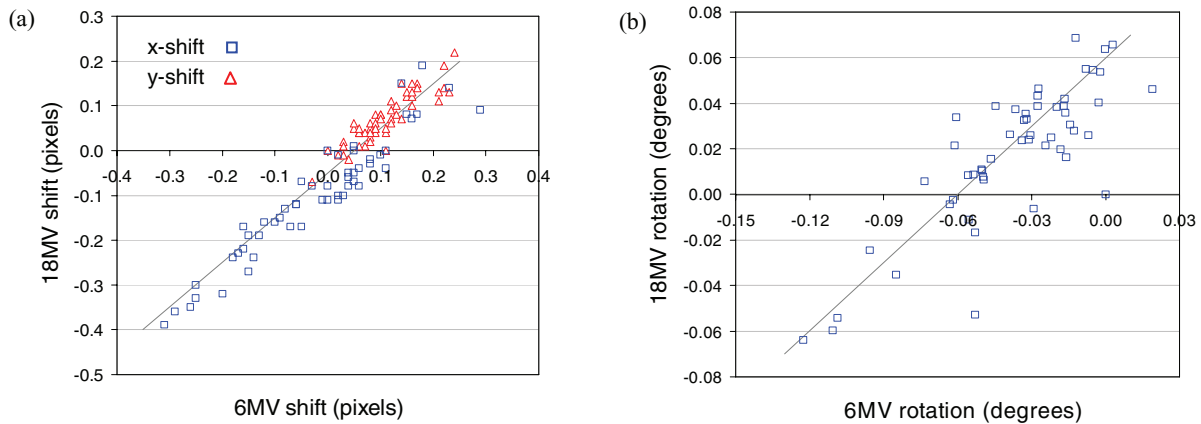 (a)
0.3
0.2
0.1
0.0
-0.1
-0.2
-0.3
-0.4
-0.5
-0.4 -0.3 -0.2 -0.1 0.0 0.1 0.2 0.3 0.4
x-shift
y-shift
18MV shift (pixels)
6MV shift (pixels)
(b)
0.08
0.06
0.04
0.02
0.00
-0.02
-0.04
-0.06
-0.08
-0.15 -0.12 -0.09 -0.06 -0.03 0.00 0.03
18MV rotation (degrees)
6MV rotation (degrees)